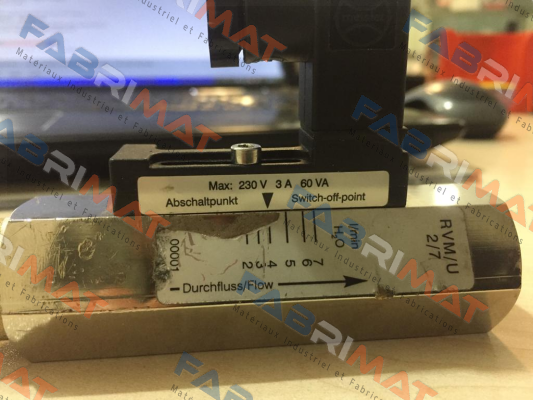 Max: 230 V 3 A 60 VA
Abschaltpunkt Switch-off-point
l/min
H₂O
RVM/U
2/7
00001
2 3 4 5 6 7
Durchfluss/Flow
FABRIMAT
Materiaux Industriel et Fabrications